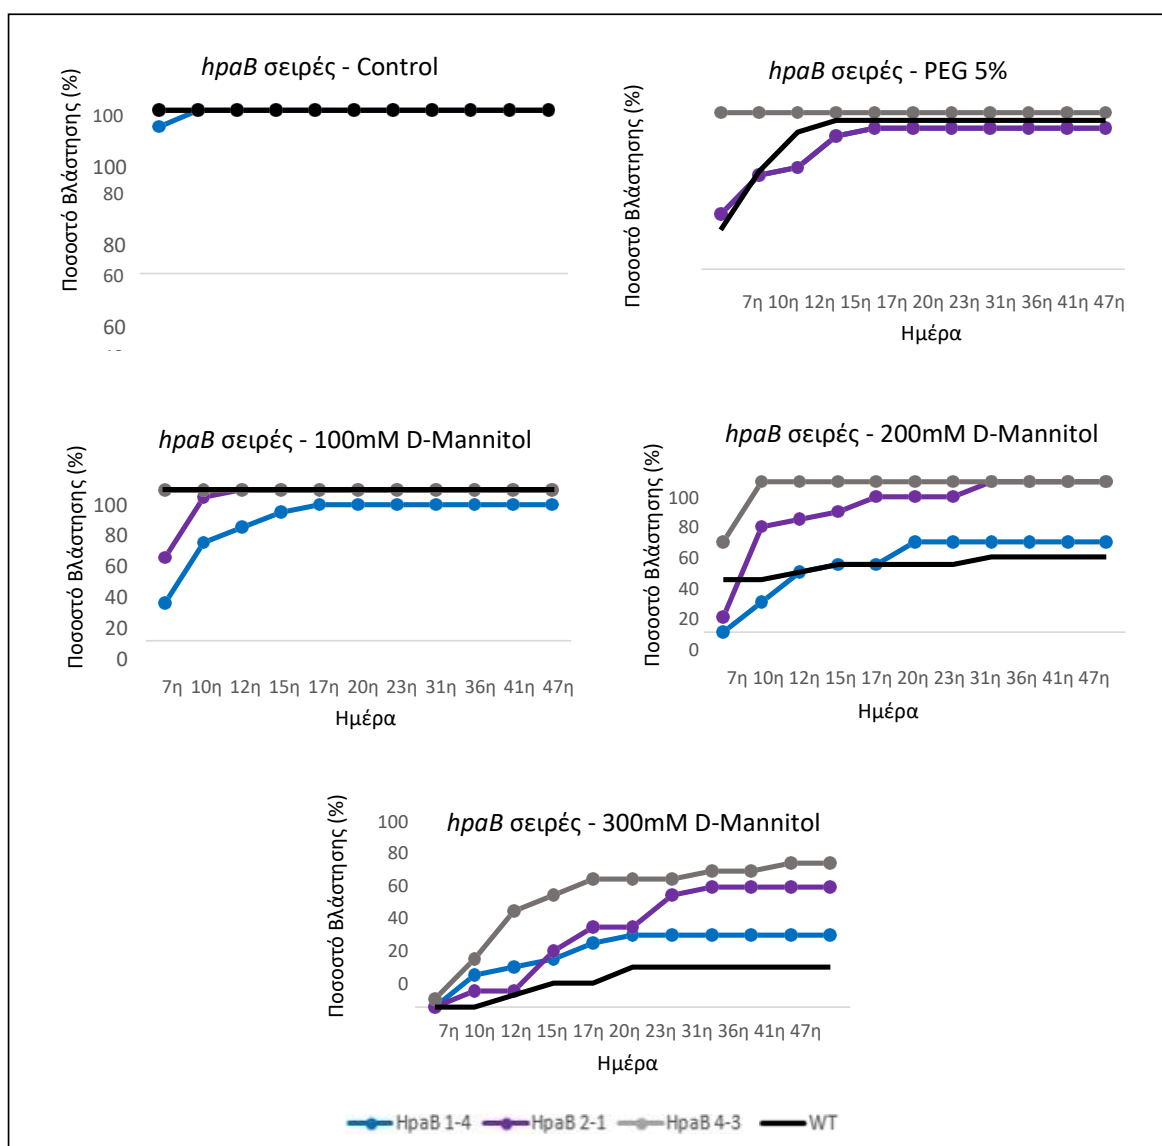 hpaB σειρές - Control
Ποσοστό Βλάστησης (%)
100
100
80
80
60
60
hpaB σειρές - PEG 5%
Ποσοστό Βλάστησης (%)
7η 10η 12η 15η 17η 20η 23η 31η 36η 41η 47η
Ημέρα
hpaB σειρές - 100mM D-Mannitol
Ποσοστό Βλάστησης (%)
100
80
60
40
20
0
7η 10η 12η 15η 17η 20η 23η 31η 36η 41η 47η
Ημέρα
hpaB σειρές - 200mM D-Mannitol
Ποσοστό Βλάστησης (%)
100
80
60
40
20
0
7η 10η 12η 15η 17η 20η 23η 31η 36η 41η 47η
Ημέρα
hpaB σειρές - 300mM D-Mannitol
Ποσοστό Βλάστησης (%)
100
80
60
40
20
0
7η 10η 12η 15η 17η 20η 23η 31η 36η 41η 47η
Ημέρα
HpaB 1-4 HpaB 2-1 HpaB 4-3 WT